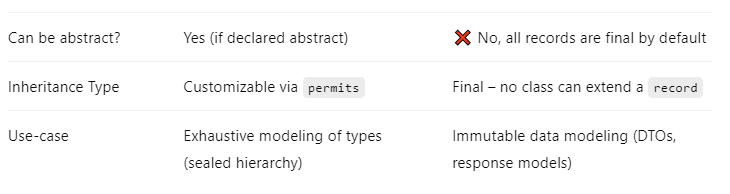 Can be abstract? Yes (if declared abstract) ❌ No, all records are final by default
Inheritance Type Customizable via permits Final – no class can extend a record
Use-case Exhaustive modeling of types Immutable data modeling (DTOs,
(sealed hierarchy) response models)